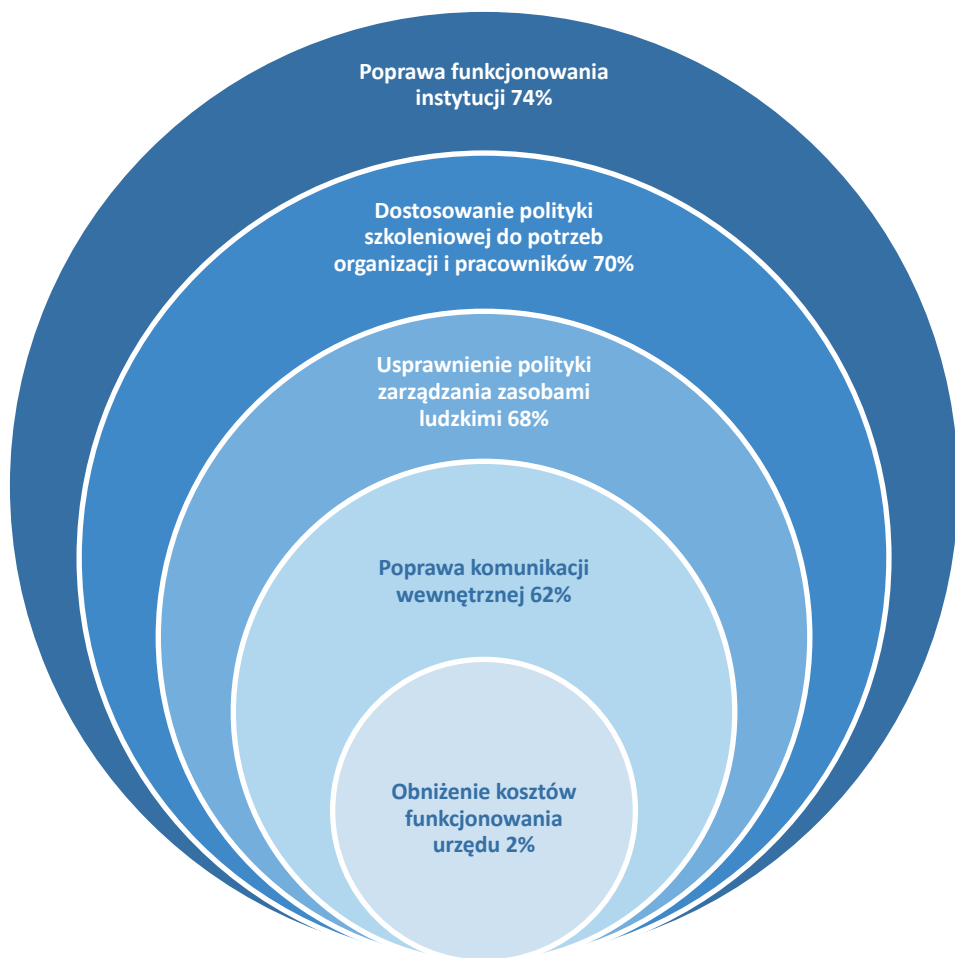 Poprawa funkcjonowania
instytucji 74%
Dostosowanie polityki
szkoleniowej do potrzeb
organizacji i pracowników 70%
Usprawnienie polityki
zarządzania zasobami
ludzkimi 68%
Poprawa komunikacji
wewnętrznej 62%
Obniżenie kosztów
funkcjonowania
urzędu 2%